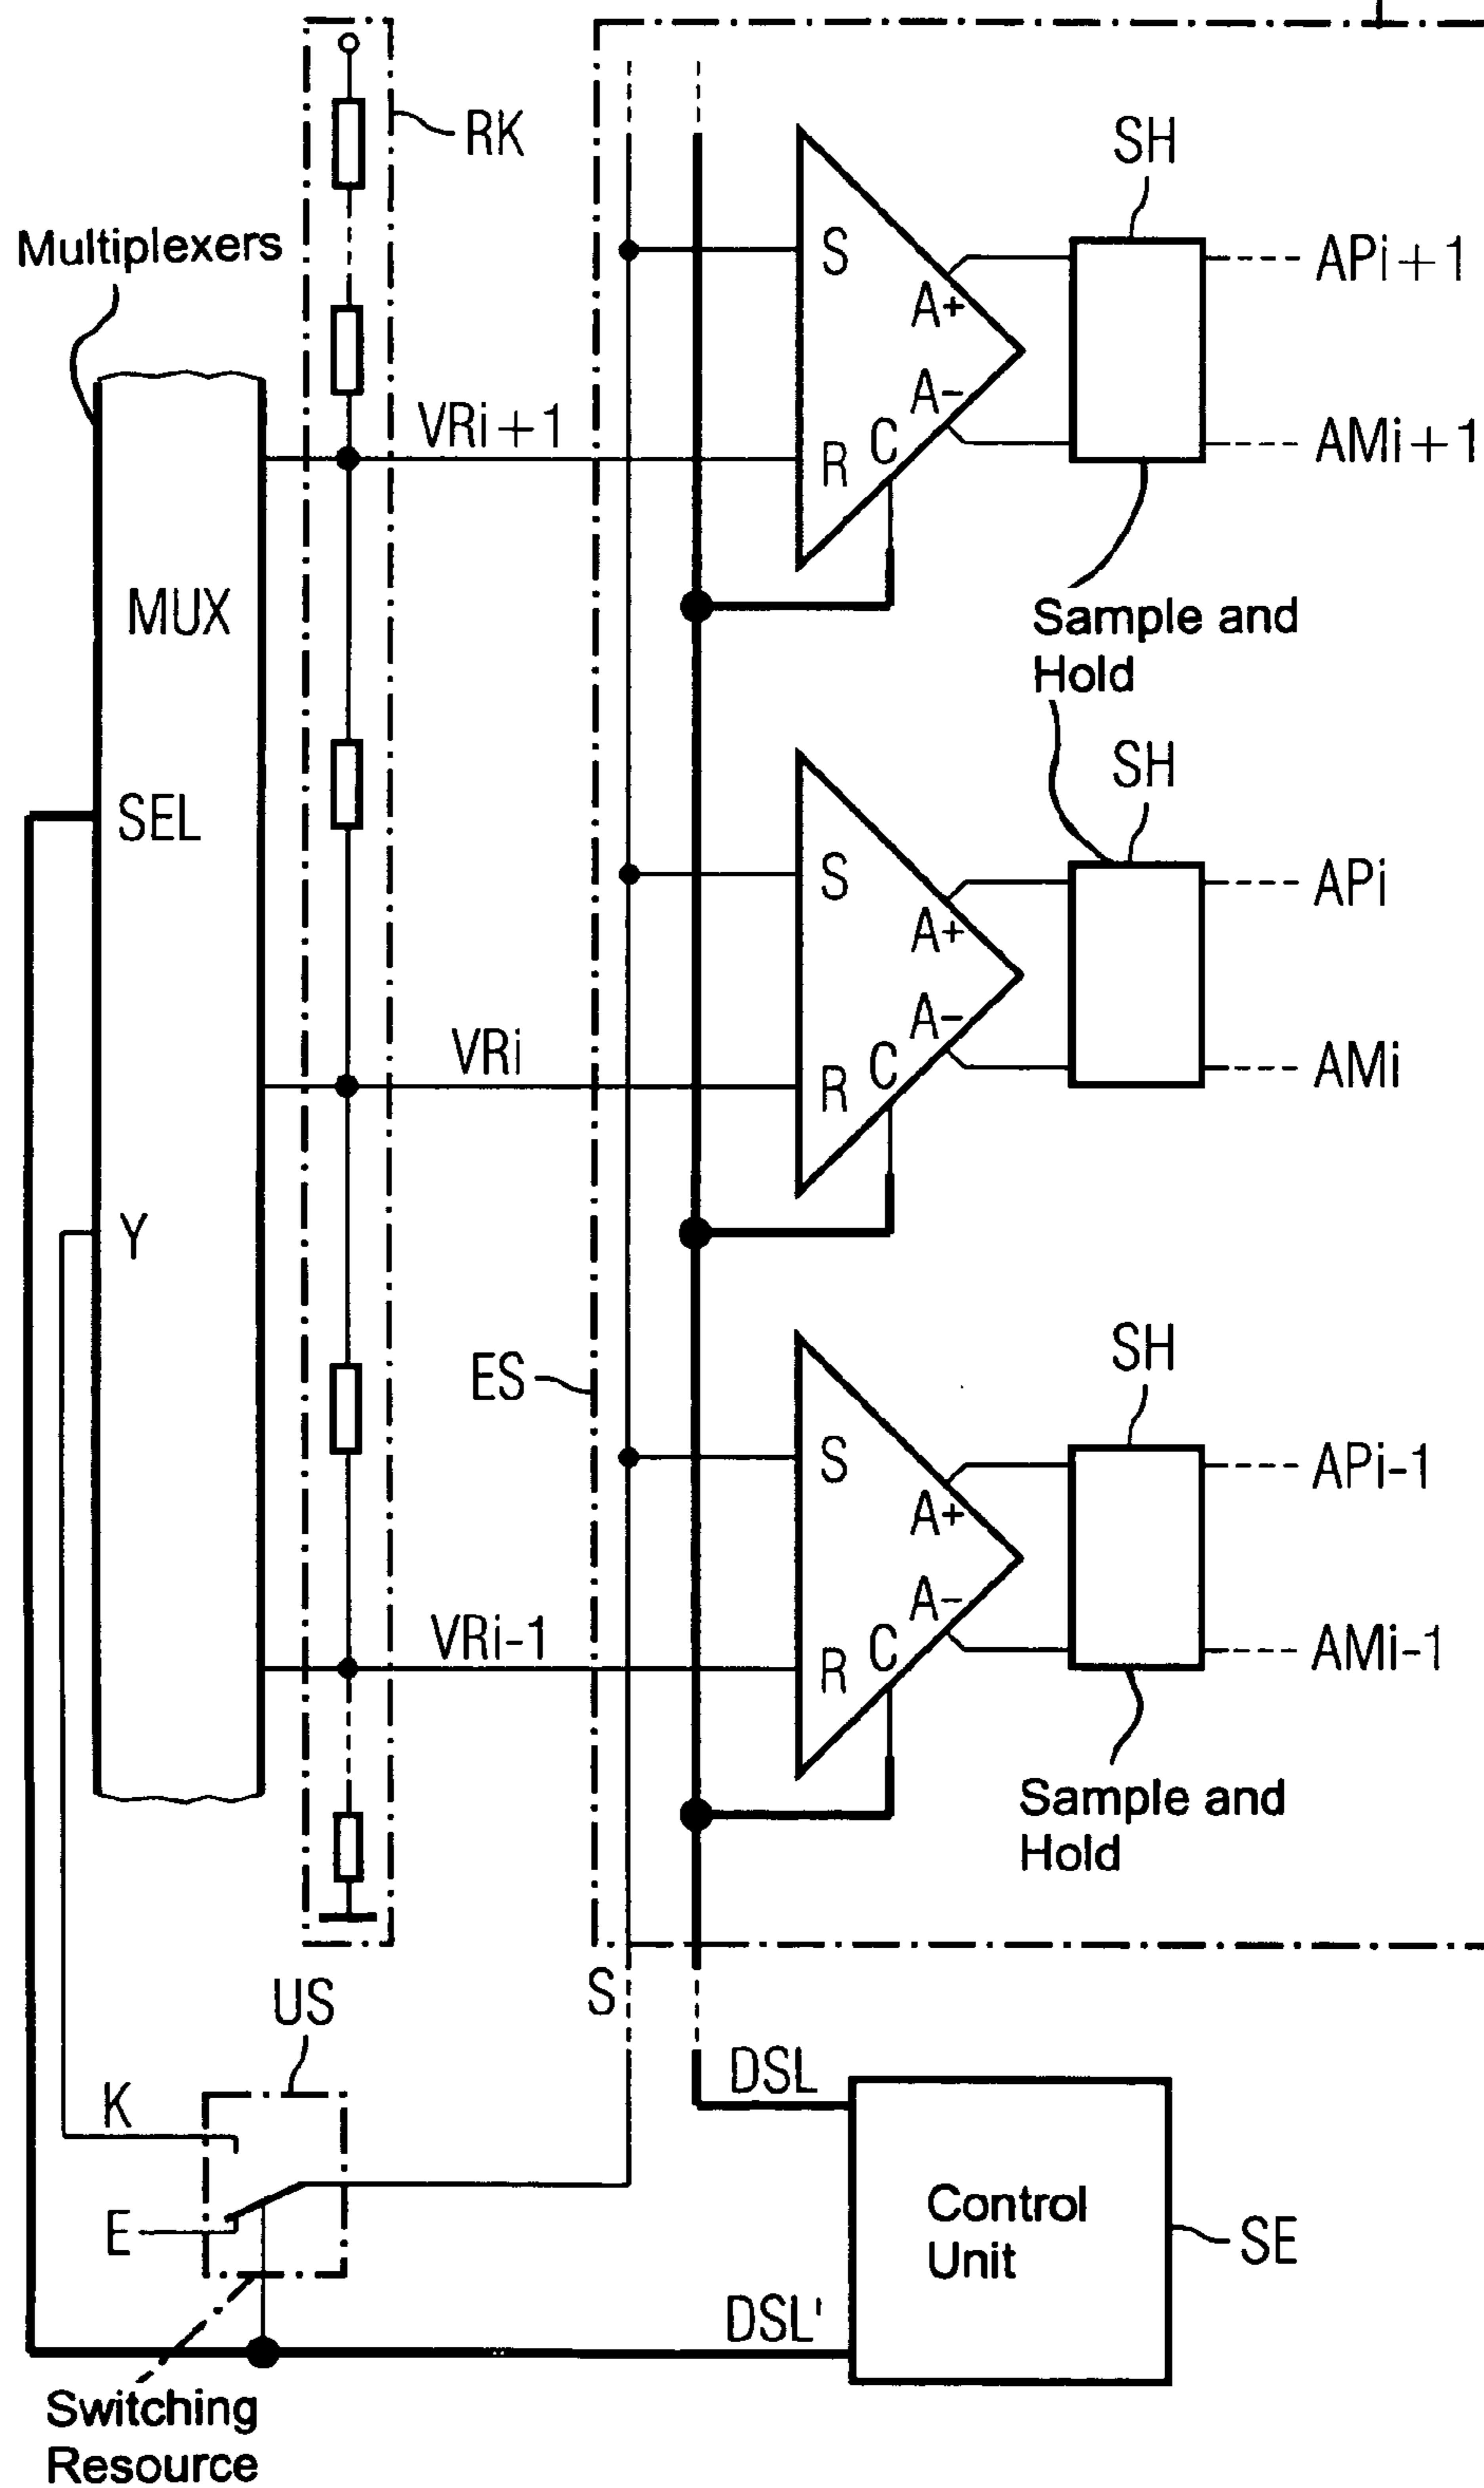 RK
SH
Multiplexers
S
A+
APi+1
VRi+1
A-
C
R
AMi+1
MUX
Sample and
Hold
SH
SEL
S
A+
APi
VRi
A-
C
R
AMi
Y
SH
ES
S
A+
APi-1
VRi-1
A-
C
R
AMi-1
Sample and
Hold
US
S
DSL
K
Control
Unit
E
SE
DSL'
Switching
Resource